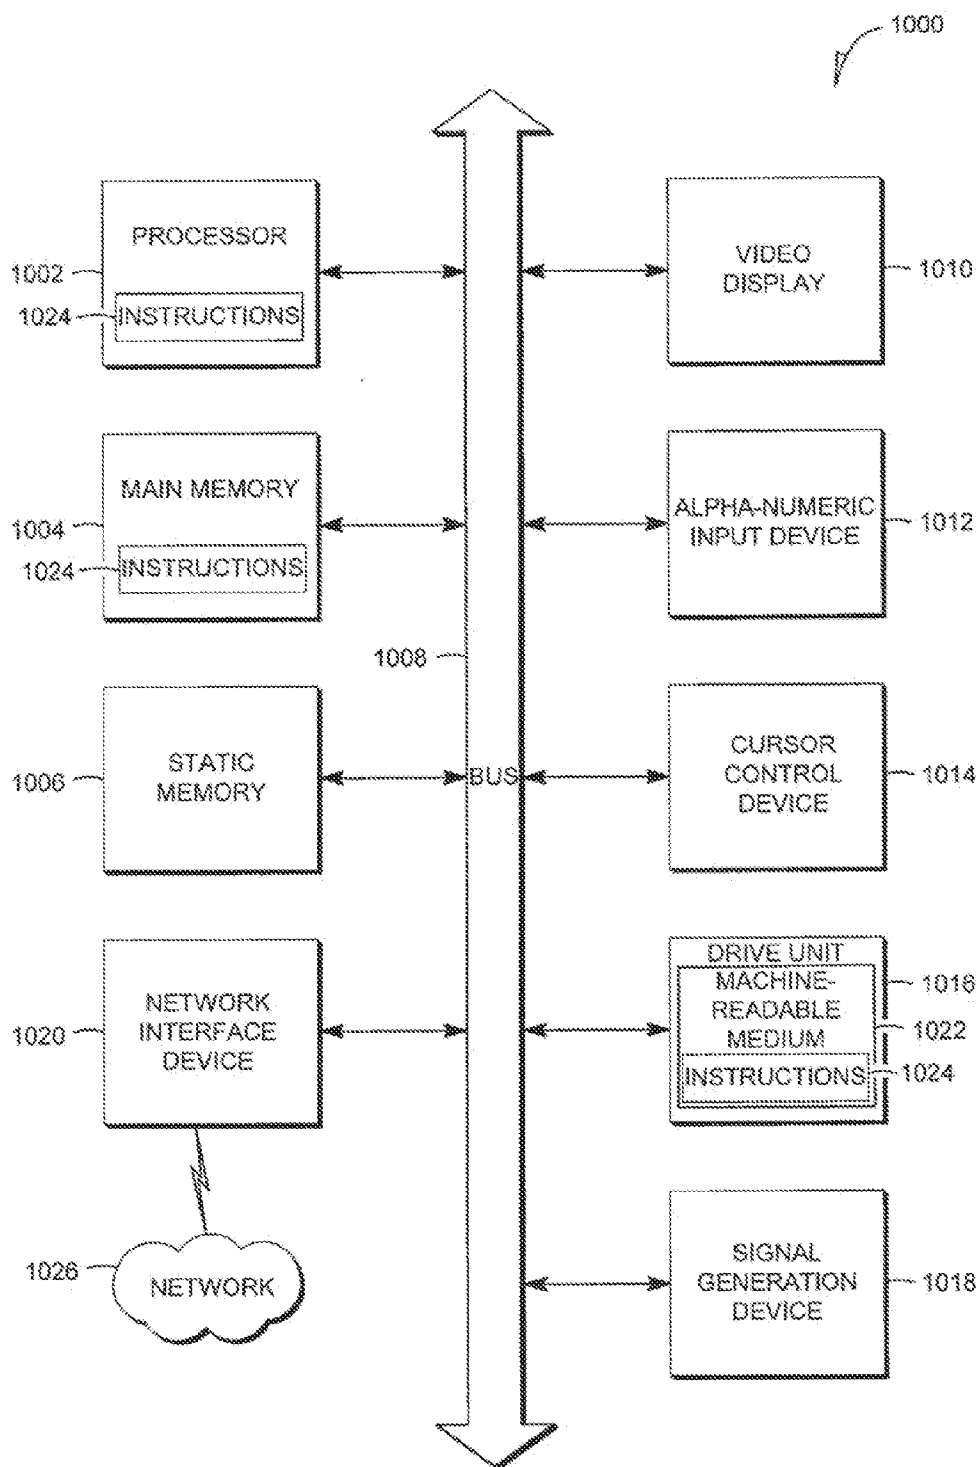 1000
PROCESSOR
1002
1024
INSTRUCTIONS
VIDEO
DISPLAY
1010
MAIN MEMORY
1004
1024
INSTRUCTIONS
ALPHA-NUMERIC
INPUT DEVICE
1012
1008
STATIC
MEMORY
1006
BUS
CURSOR
CONTROL
DEVICE
1014
NETWORK
INTERFACE
DEVICE
1020
DRIVE UNIT
MACHINE-
READABLE
MEDIUM
INSTRUCTIONS
1016
1022
1024
1026
NETWORK
SIGNAL
GENERATION
DEVICE
1018